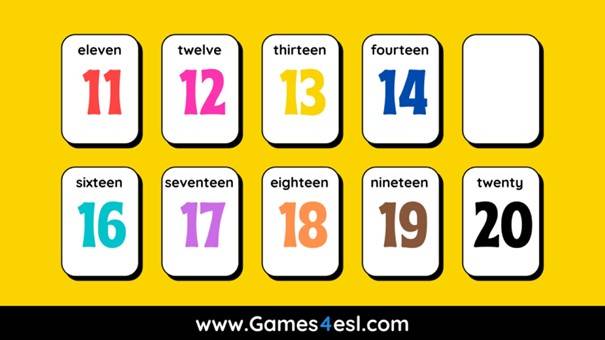 eleven twelve thirteen fourteen
11 12 13 14
sixteen seventeen eighteen nineteen twenty
16 17 18 19 20
www.Games4esl.com